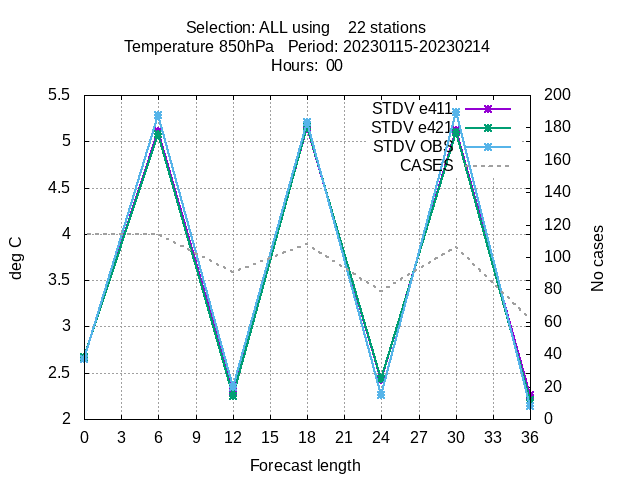 Selection: ALL using    22 stations
Temperature 850hPa   Period: 20230115-20230214
Hours:  00
5.5
5
4.5
4
3.5
3
2.5
2
deg C
200
180
160
140
120
100
80
60
40
20
0
No cases
STDV e411
STDV e421
STDV OBS
CASES
0 3 6 9 12 15 18 21 24 27 30 33 36
Forecast length